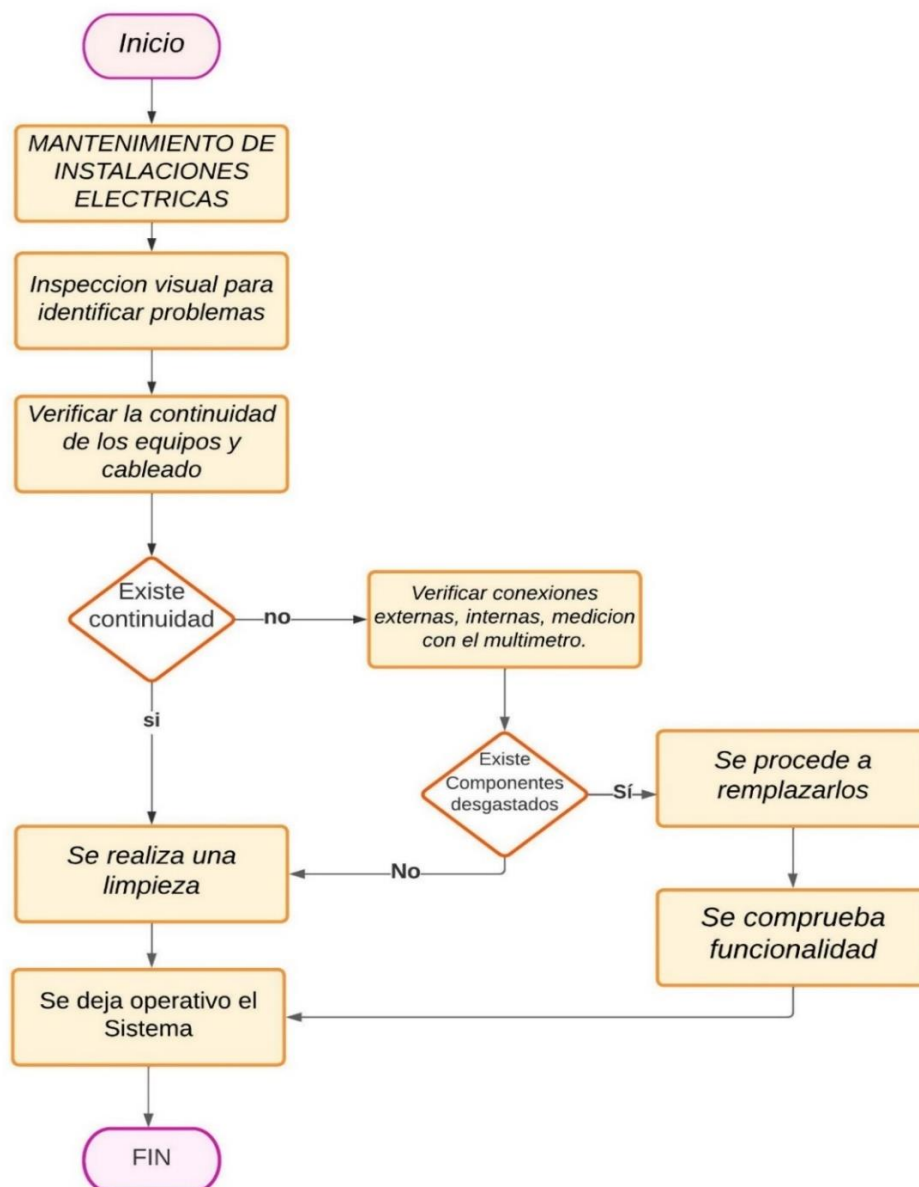 Inicio
MANTENIMIENTO DE
INSTALACIONES
ELECTRICAS
Inspeccion visual para
identificar problemas
Verificar la continuidad
de los equipos y
cableado
Existe
continuidad
no
Verificar conexiones
externas, internas, medicion
con el multimetro.
si
Existe
Componentes
desgastados
Sí
Se procede a
remplazarlos
No
Se realiza una
limpieza
Se comprueba
funcionalidad
Se deja operativo el
Sistema
FIN